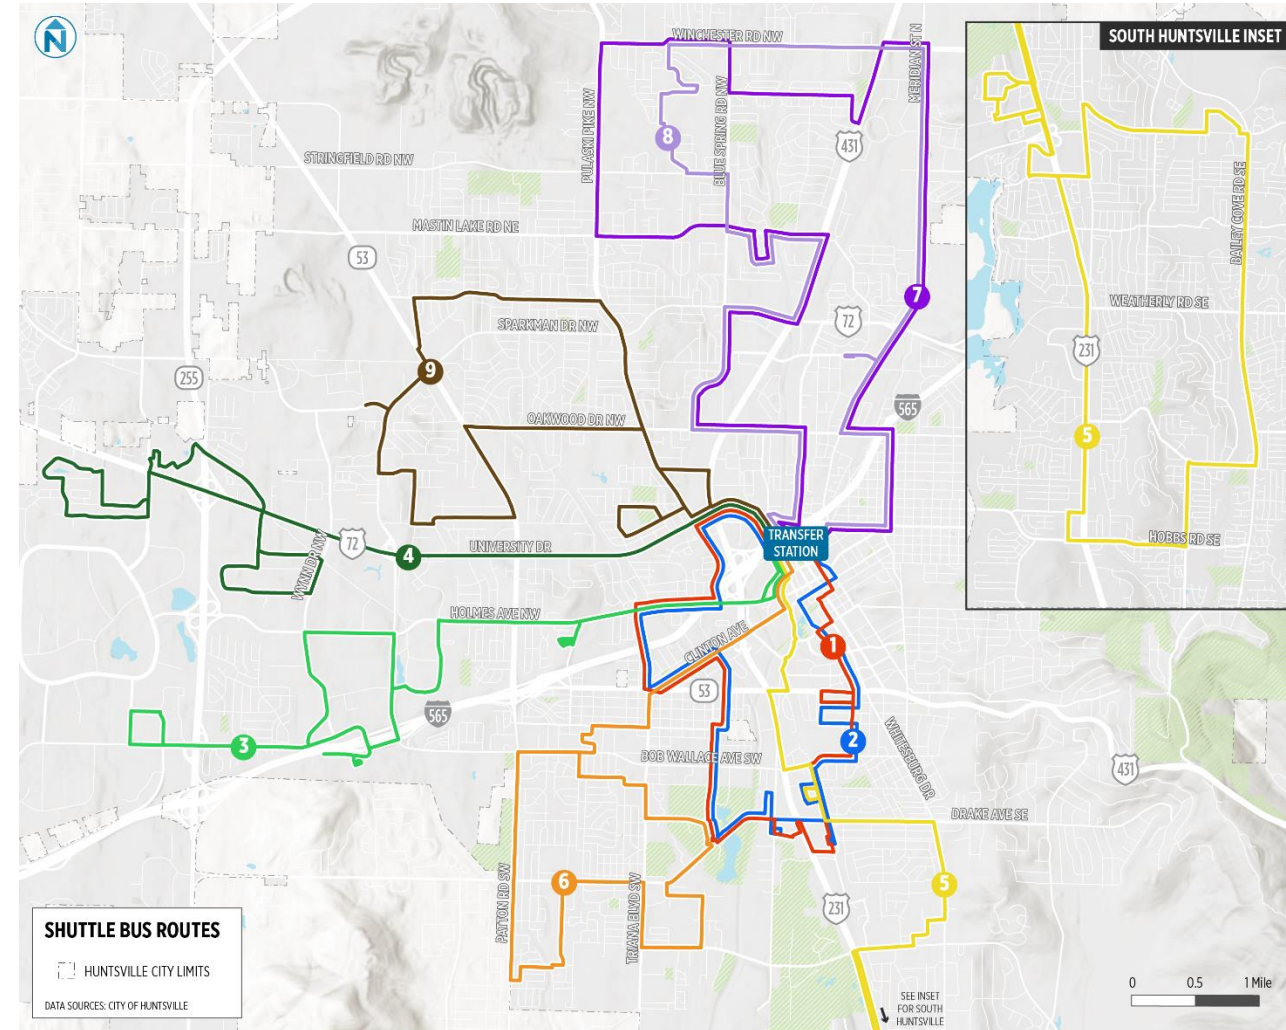 N
WINCHESTER RD NW
MERIDIAN ST N
SOUTH HUNTSVILLE INSET
PULASKI PIKE NW
8
BLUE SPRING RD NW
431
STRINGFIELD RD NW
MASTIN LAKE RD NE
53
BAILEY COVE RD SE
7
72
SPARKMAN DR NW
WEATHERLY RD SE
231
9
255
565
OAKWOOD DR NW
5
TRANSFER
STATION
HOBBS RD SE
72
4
UNIVERSITY DR
WYNN DR NW
HOLMES AVE NW
CLINTON AVE
1
53
565
3
2
BOB WALLACE AVE SW
WHITESBURG DR
431
DRAKE AVE SE
6
5
PATTON RD SW
TRIANA BLVD SW
231
SHUTTLE BUS ROUTES
HUNTSVILLE CITY LIMITS
DATA SOURCES: CITY OF HUNTSVILLE
SEE INSET
FOR SOUTH
HUNTSVILLE
0 0.5 1 Mile